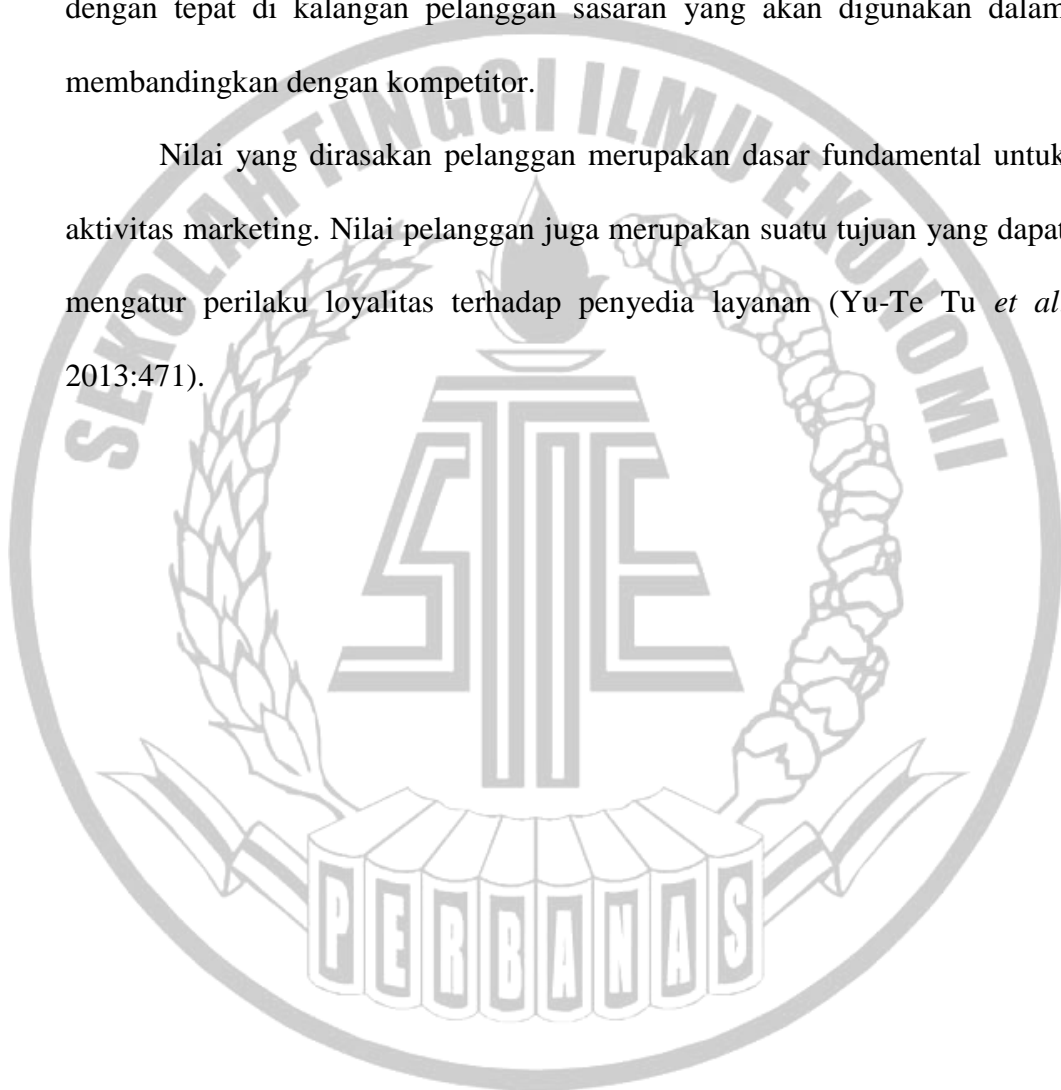 dengan tepat di kalangan pelanggan sasaran yang akan digunakan dalam
membandingkan dengan kompetitor.
Nilai yang dirasakan pelanggan merupakan dasar fundamental untuk
aktivitas marketing. Nilai pelanggan juga merupakan suatu tujuan yang dapat
mengatur perilaku loyalitas terhadap penyedia layanan (Yu-Te Tu et al
2013:471).
SEKOLAH TINGGI ILMU EKONOMI
STIE
PERBANAS